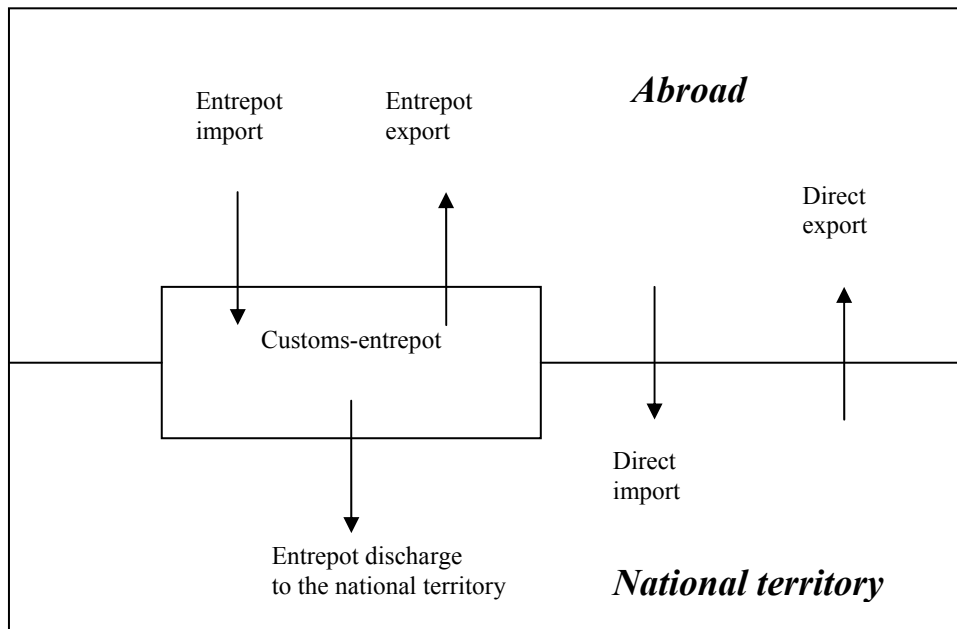 Entrepot
import
Entrepot
export
Abroad
Direct
export
Customs-entrepot
Direct
import
Entrepot discharge
to the national territory
National territory